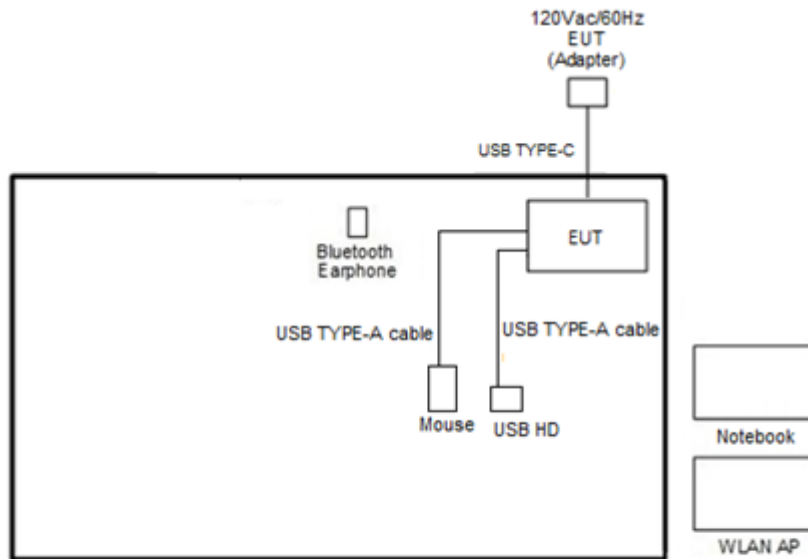 120Vac/60Hz
EUT
(Adapter)
USB TYPE-C
EUT
Bluetooth
Earphone
USB TYPE-A cable
USB TYPE-A cable
Mouse
USB HD
Notebook
WLAN AP